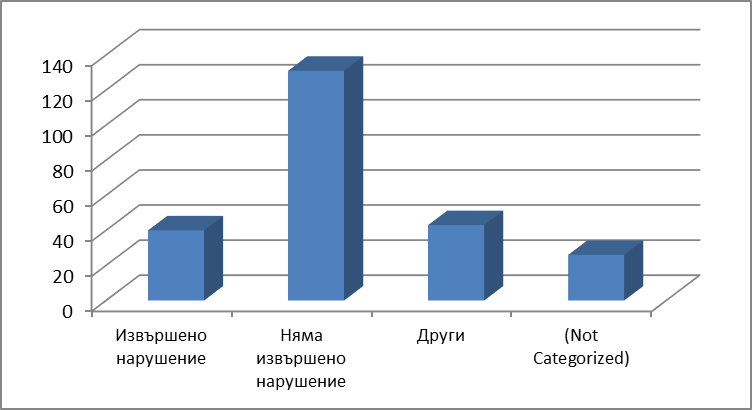 140
120
100
80
60
40
20
0
Извършено
нарушение
Няма
извършено
нарушение
Други
(Not
Categorized)